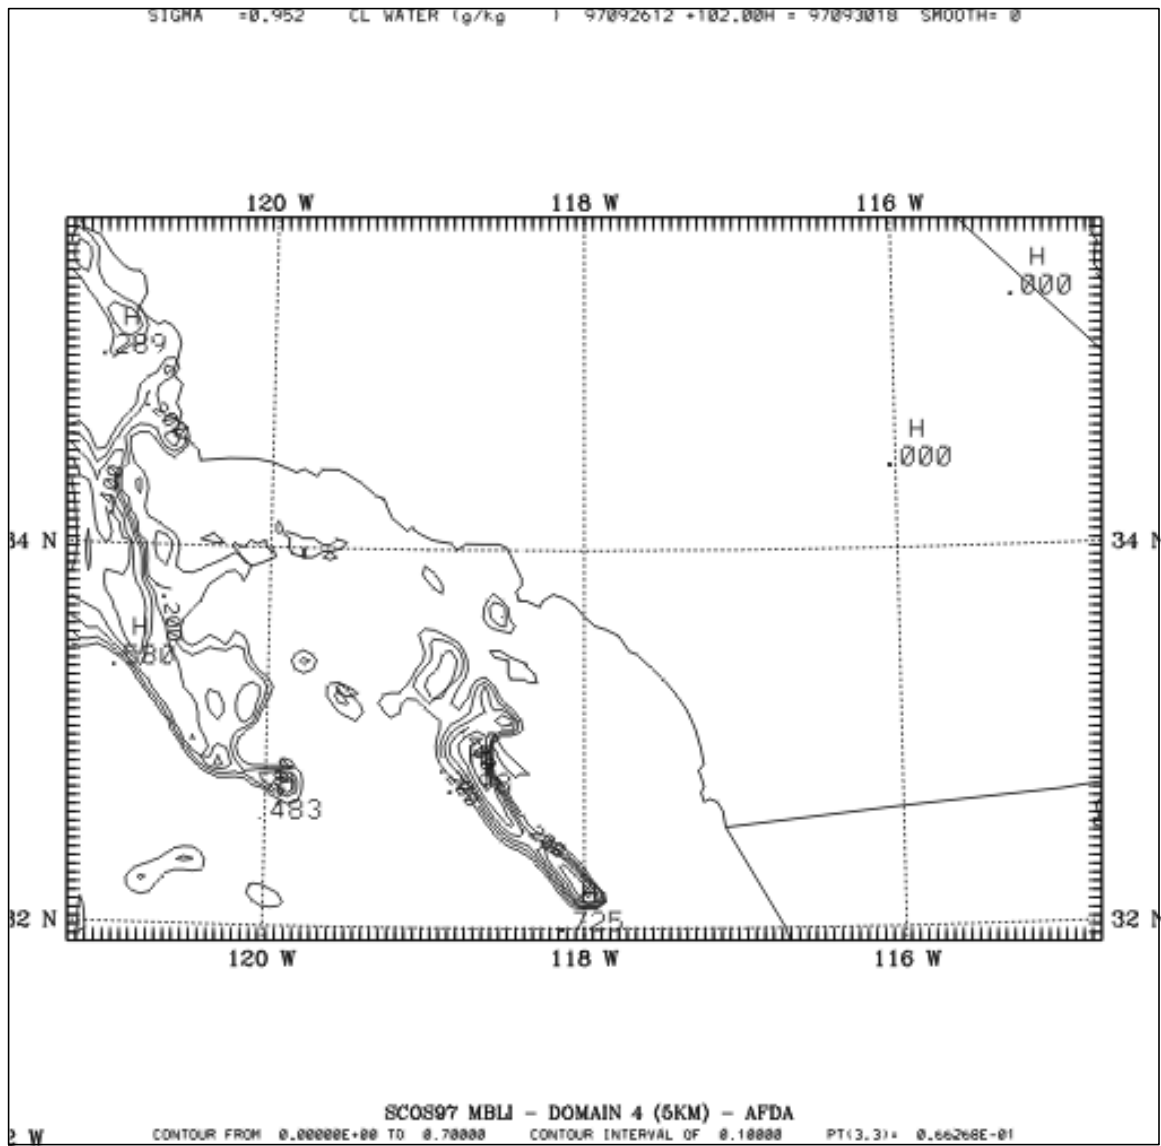 SIGMA =0.952 CL WATER (g/kg ) 97092612 +102.00H = 97093018 SMOOTH= 0
120 W 118 W 116 W
H
.000
H
.289
H
.000
.400
34 N 34 N
.200
H
.483
.725
32 N 32 N
120 W 118 W 116 W
SCOS97 MBLI - DOMAIN 4 (5KM) - AFDA
2 W CONTOUR FROM 0.00000E+00 TO 0.70000 CONTOUR INTERVAL OF 0.10000 PT(3,3)= 0.66268E-01